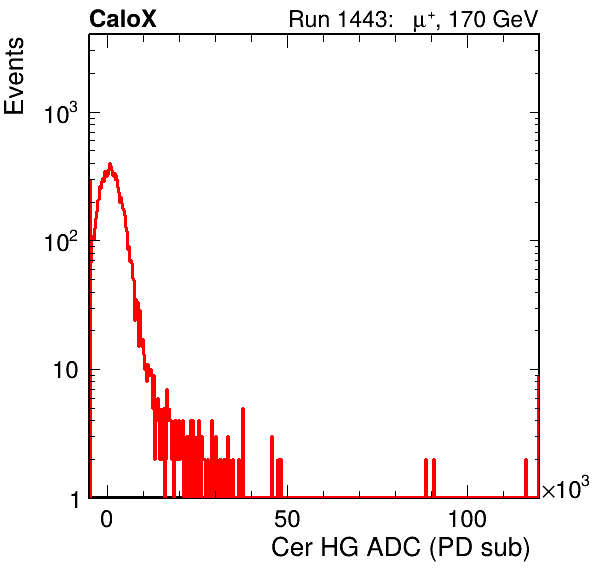 CaloX Run 1443: μ⁺, 170 GeV
Events
10³
10²
10
1
0 50 100 ×10³
Cer HG ADC (PD sub)